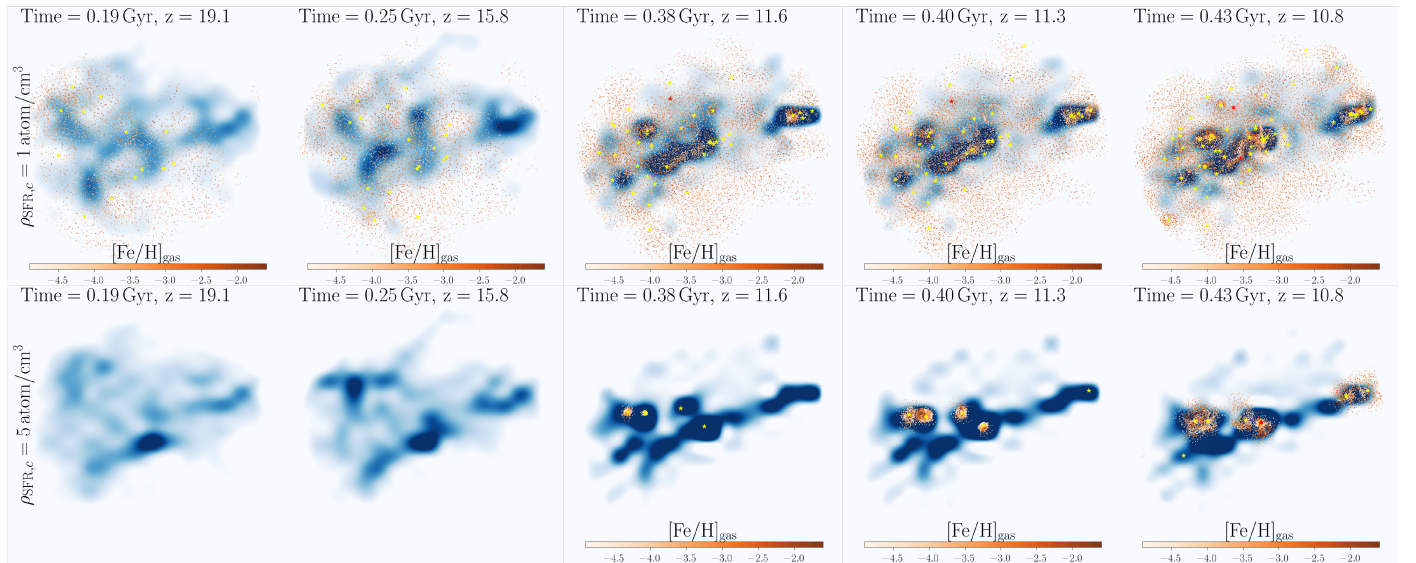 Time = 0.19 Gyr, z = 19.1
Time = 0.25 Gyr, z = 15.8
Time = 0.38 Gyr, z = 11.6
Time = 0.40 Gyr, z = 11.3
Time = 0.43 Gyr, z = 10.8
ρSFR,c = 1 atom/cm³
[Fe/H]gas
−4.5 −4.0 −3.5 −3.0 −2.5 −2.0
[Fe/H]gas
−4.5 −4.0 −3.5 −3.0 −2.5 −2.0
[Fe/H]gas
−4.5 −4.0 −3.5 −3.0 −2.5 −2.0
[Fe/H]gas
−4.5 −4.0 −3.5 −3.0 −2.5 −2.0
[Fe/H]gas
−4.5 −4.0 −3.5 −3.0 −2.5 −2.0
Time = 0.19 Gyr, z = 19.1
Time = 0.25 Gyr, z = 15.8
Time = 0.38 Gyr, z = 11.6
Time = 0.40 Gyr, z = 11.3
Time = 0.43 Gyr, z = 10.8
ρSFR,c = 5 atom/cm³
[Fe/H]gas
−4.5 −4.0 −3.5 −3.0 −2.5 −2.0
[Fe/H]gas
−4.5 −4.0 −3.5 −3.0 −2.5 −2.0
[Fe/H]gas
−4.5 −4.0 −3.5 −3.0 −2.5 −2.0